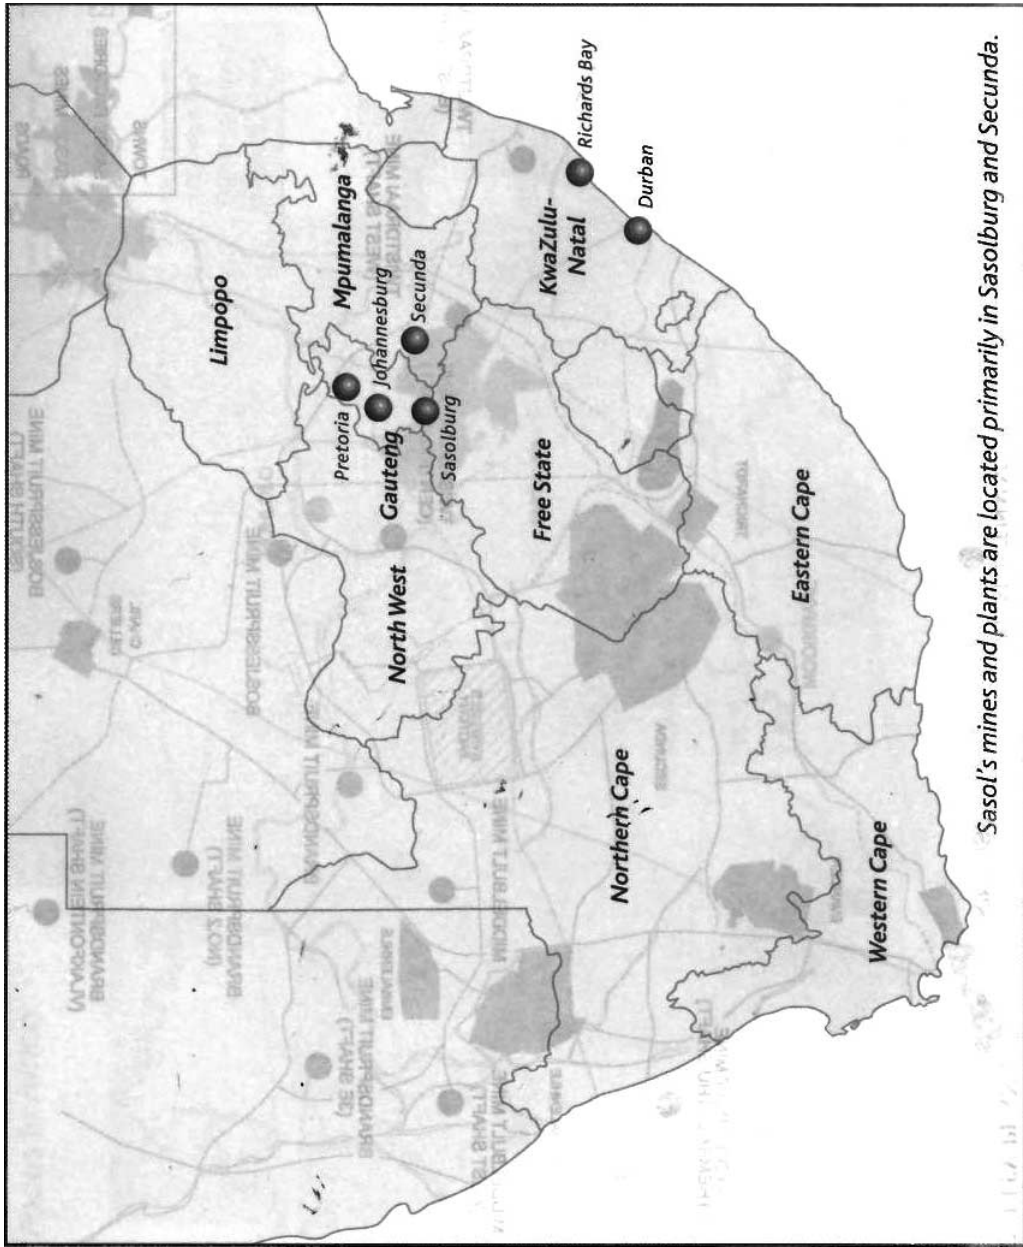 Limpopo
Pretoria
Mpumalanga
Johannesburg
Gauteng
North West
Secunda
Sasolburg
Free State
KwaZulu-
Natal
Richards Bay
Northern Cape
Durban
Eastern Cape
Western Cape
Sasol's mines and plants are located primarily in Sasolburg and Secunda.